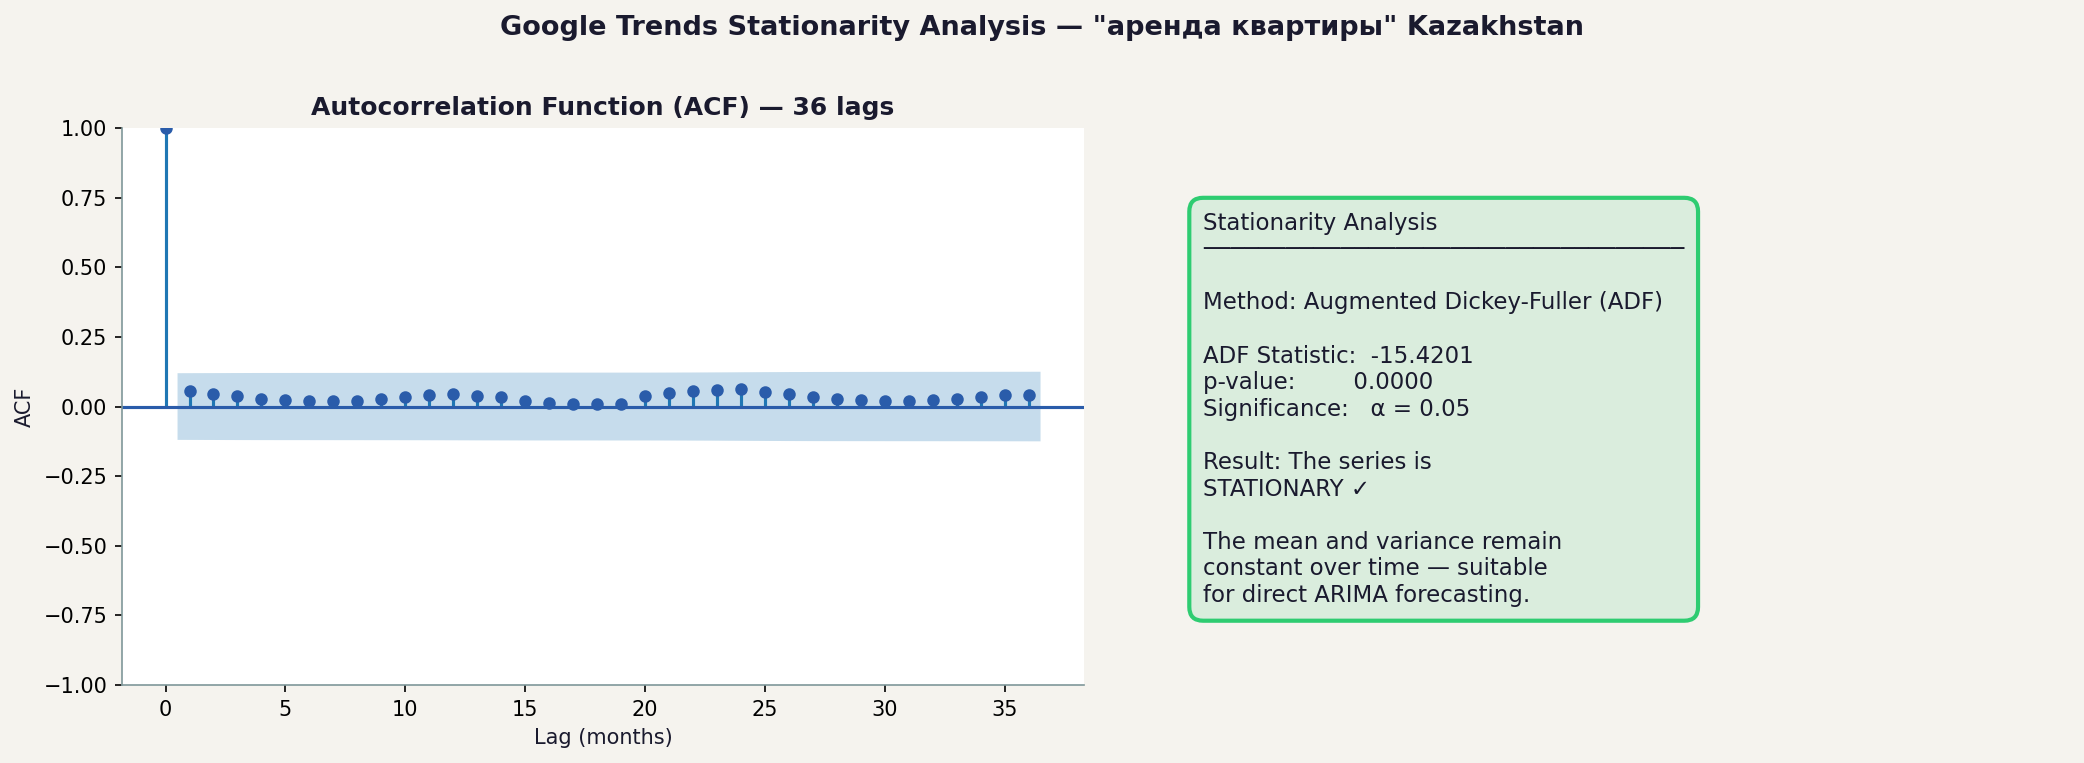 Google Trends Stationarity Analysis — "аренда квартиры" Kazakhstan
Autocorrelation Function (ACF) — 36 lags
1.00
0.75
0.50
0.25
0.00
−0.25
−0.50
−0.75
−1.00
ACF
0 5 10 15 20 25 30 35
Lag (months)
Stationarity Analysis
Method: Augmented Dickey-Fuller (ADF)
ADF Statistic: -15.4201
p-value: 0.0000
Significance: α = 0.05
Result: The series is
STATIONARY ✓
The mean and variance remain
constant over time — suitable
for direct ARIMA forecasting.